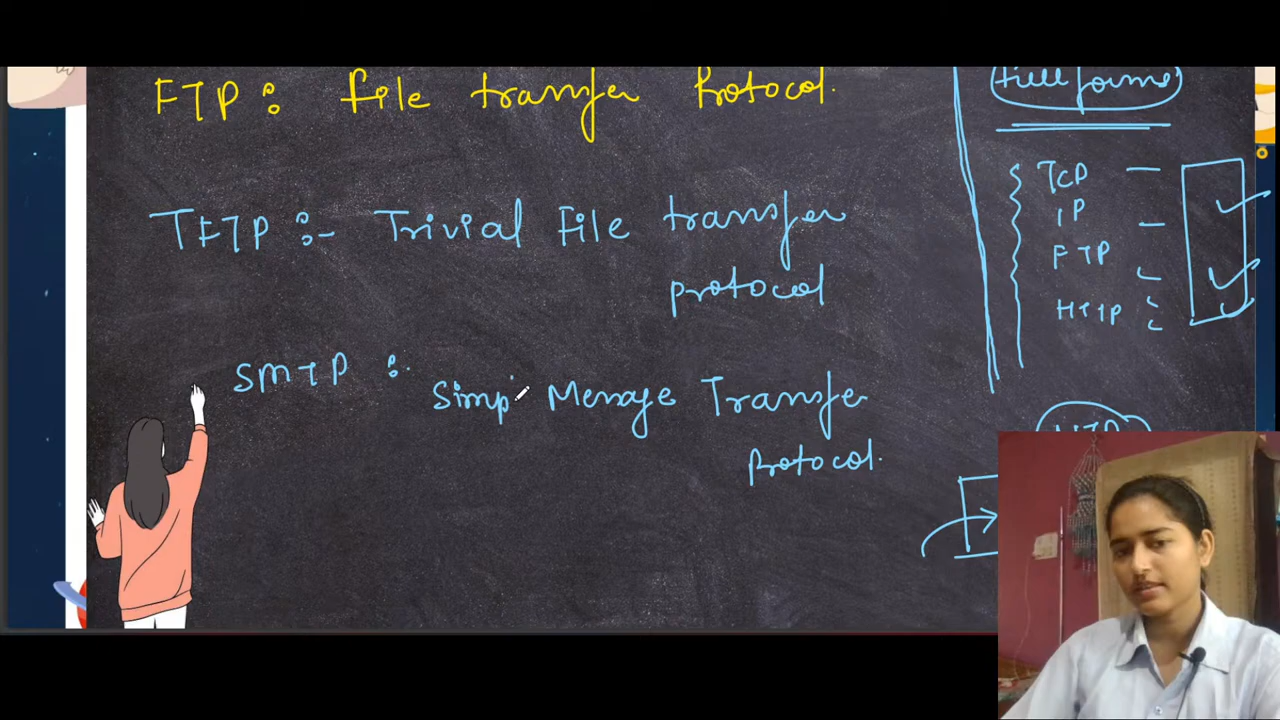 FTP : File transfer Protocol.
TFTP :- Trivial File transfer
protocol
SMTP :
Simp Message Transfer
Protocol.
Full forms
TCP
IP
FTP
HTTP